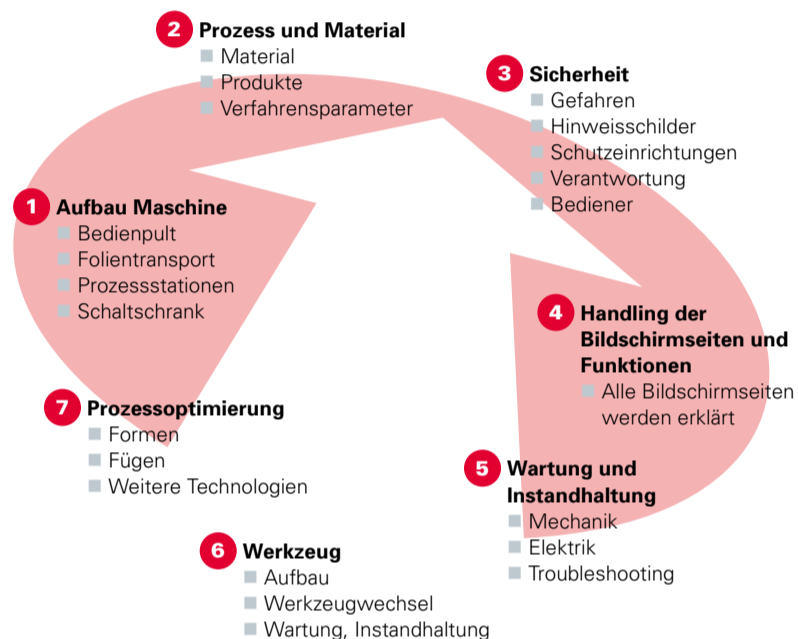 1 Aufbau Maschine
Bedienpult
Folientransport
Prozessstationen
Schaltschrank
2 Prozess und Material
Material
Produkte
Verfahrensparameter
3 Sicherheit
Gefahren
Hinweisschilder
Schutzeinrichtungen
Verantwortung
Bediener
4 Handling der
Bildschirmseiten und
Funktionen
Alle Bildschirmseiten
werden erklärt
5 Wartung und
Instandhaltung
Mechanik
Elektrik
Troubleshooting
6 Werkzeug
Aufbau
Werkzeugwechsel
Wartung, Instandhaltung
7 Prozessoptimierung
Formen
Fügen
Weitere Technologien